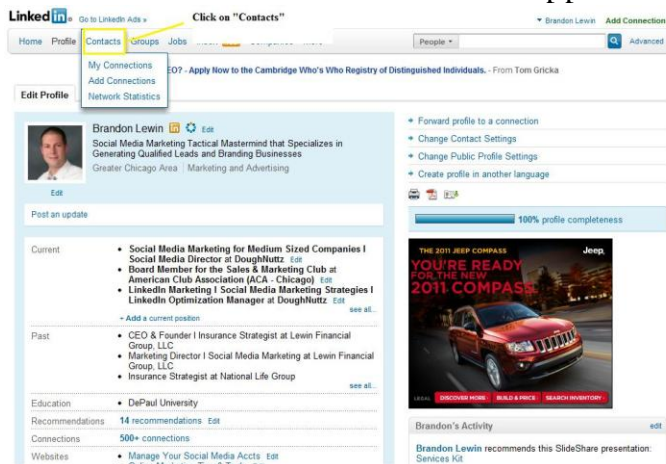 Linked in
Go to LinkedIn Ads »
Click on "Contacts"
Brandon Lewin
Add Connection
Home Profile Contacts Groups Jobs
People
Advanced
My Connections
Add Connections
Network Statistics
EO? - Apply Now to the Cambridge Who's Who Registry of Distinguished Individuals. - From Tom Gricka
Edit Profile
Brandon Lewin in Edit
Social Media Marketing Tactical Mastermind that Specializes in
Generating Qualified Leads and Branding Businesses
Greater Chicago Area | Marketing and Advertising
Edit
Post an update
Forward profile to a connection
Change Contact Settings
Change Public Profile Settings
Create profile in another language
100% profile completeness
Current
• Social Media Marketing for Medium Sized Companies I
Social Media Director at DoughNuttz Edit
• Board Member for the Sales & Marketing Club at
American Club Association (ACA - Chicago) Edit
• LinkedIn Marketing I Social Media Marketing Strategies I
LinkedIn Optimization Manager at DoughNuttz Edit
see all...
+ Add a current position
Past
• CEO & Founder I Insurance Strategist at Lewin Financial
Group, LLC
• Marketing Director I Social Media Marketing at Lewin Financial
Group, LLC
• Insurance Strategist at National Life Group
see all...
Education • DePaul University
Recommendations 14 recommendations Edit
Connections 500+ connections
Websites • Manage Your Social Media Accts Edit
THE 2011 JEEP COMPASS
Jeep
YOU'RE READY
FOR THE NEW
2011 COMPASS
LEGAL DISCOVER MORE BUILD & PRICE SEARCH INVENTORY
Brandon's Activity edit
Brandon Lewin recommends this SlideShare presentation:
Services Kit